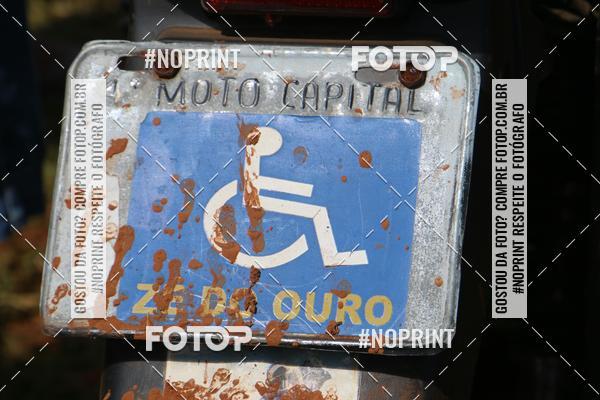 #NOPRINT FOTOP
MOTO CAPITAL
GOSTOU DA FOTO? COMPRE FOTOP.COM.BR
#NOPRINT RESPEITE O FOTÓGRAFO
GOSTOU DA FOTO? COMPRE FOTOP.COM.BR
#NOPRINT RESPEITE O FOTÓGRAFO
ZÉ DO OURO
FOTOP #NOPRINT